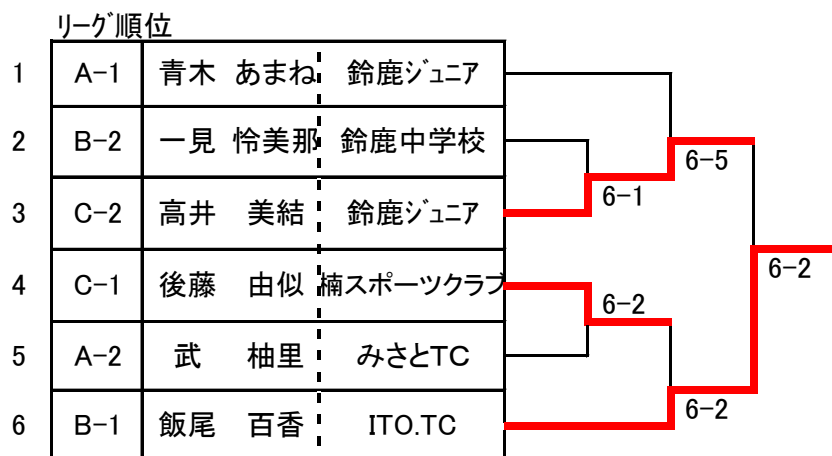 リーグ順位
1 A-1 青木 あまね 鈴鹿ジュニア
2 B-2 一見 怜美那 鈴鹿中学校
3 C-2 高井 美結 鈴鹿ジュニア
4 C-1 後藤 由似 楠スポーツクラブ
5 A-2 武 柚里 みさとTC
6 B-1 飯尾 百香 ITO.TC
6-5
6-1
6-2
6-2
6-2